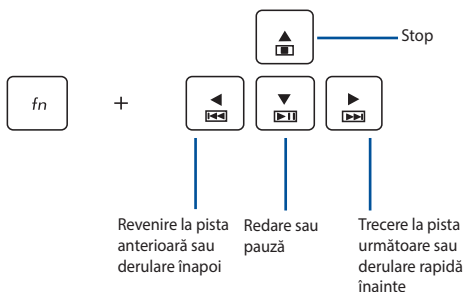 Stop
fn +
Revenire la pista
anterioară sau
derulare înapoi
Redare sau
pauză
Trecere la pista
următoare sau
derulare rapidă
înainte